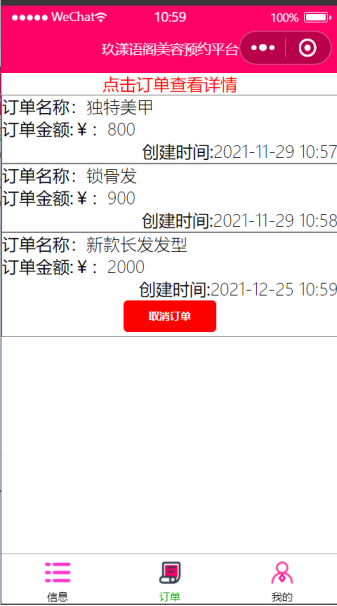 ●●●●● WeChat 10:59 100%
玖漾语阁美容预约平台
点击订单查看详情
订单名称：独特美甲
订单金额:￥：800
创建时间:2021-11-29 10:57
订单名称：锁骨发
订单金额:￥：900
创建时间:2021-11-29 10:58
订单名称：新款长发发型
订单金额:￥：2000
创建时间:2021-12-25 10:59
取消订单
信息 订单 我的